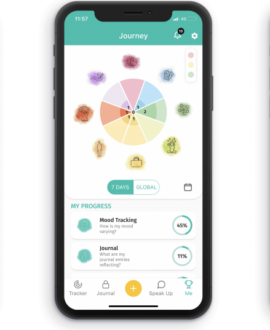 11:57
4G
Journey
7 DAYS GLOBAL
MY PROGRESS
Mood Tracking
How is my mood
varying?
45%
Journal
What are my
journal entries
reflecting?
11%
Tracker Journal + Speak Up Me